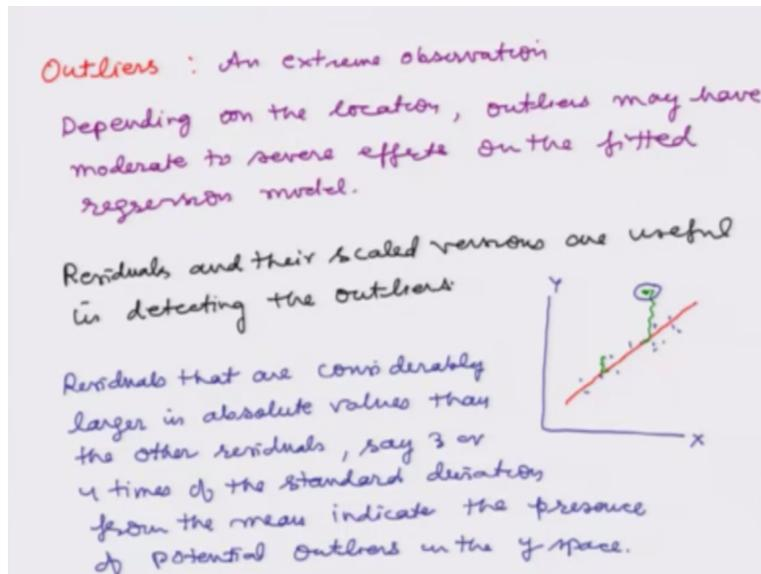 Outliers : An extreme observation
Depending on the location, outliers may have
moderate to severe effects on the fitted
regression model.
Residuals and their scaled versions are useful
in detecting the outliers.
Y
X
Residuals that are considerably
larger in absolute values than
the other residuals, say 3 or
4 times of the standard deviation
from the mean indicate the presence
of potential outliers in the y space.